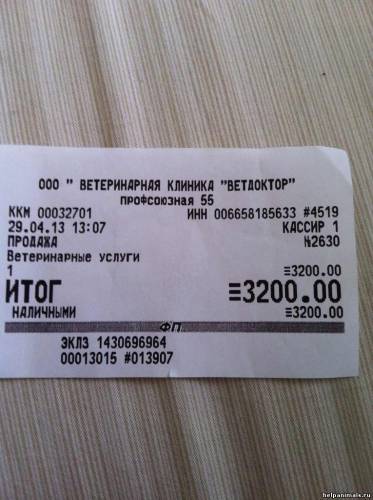 ООО " ВЕТЕРИНАРНАЯ КЛИНИКА "ВЕТДОКТОР"
ПРОФСОЮЗНАЯ 55
ККМ 00032701 ИНН 006658185633 #4519
29.04.13 13:07 КАССИР 1
ПРОДАЖА №2630
Ветеринарные услуги
1 ≡3200.00
ИТОГ ≡3200.00
НАЛИЧНЫМИ ≡3200.00
ФП
ЭКЛЗ 1430696964
00013015 #013907
helpanimals.ru